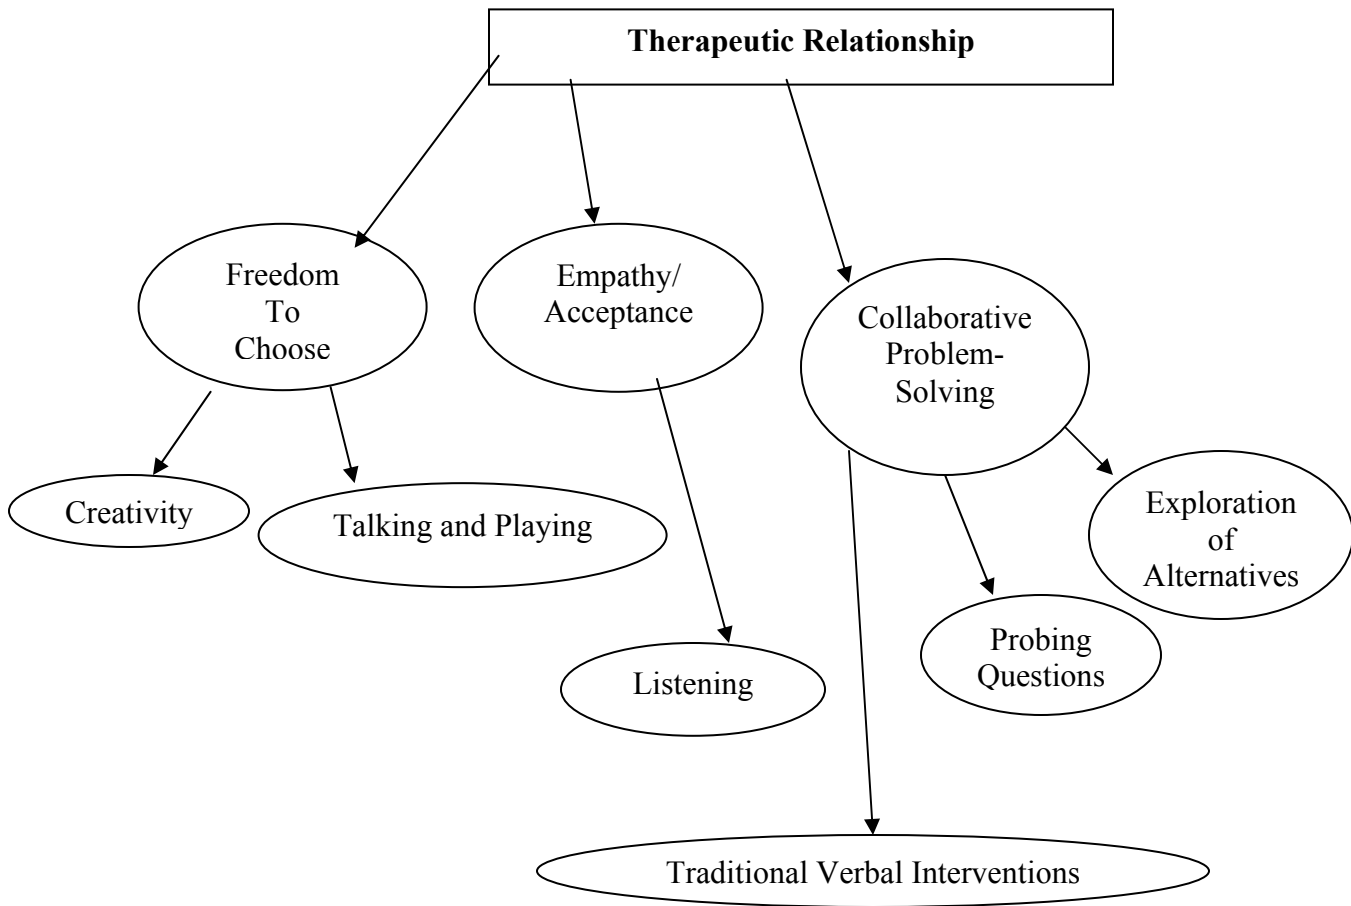 Therapeutic Relationship
Freedom
To
Choose
Empathy/
Acceptance
Collaborative
Problem-
Solving
Creativity
Talking and Playing
Exploration
of
Alternatives
Listening
Probing
Questions
Traditional Verbal Interventions